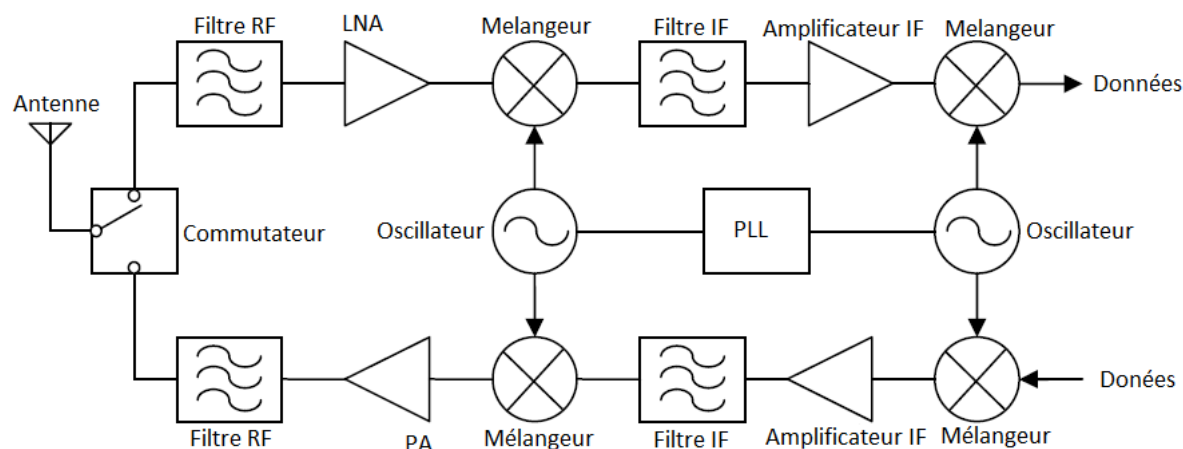 Filtre RF
LNA
Melangeur
Filtre IF
Amplificateur IF
Melangeur
Données
Antenne
Commutateur
Oscillateur
PLL
Oscillateur
Donées
Filtre RF
PA
Mélangeur
Filtre IF
Amplificateur IF
Mélangeur